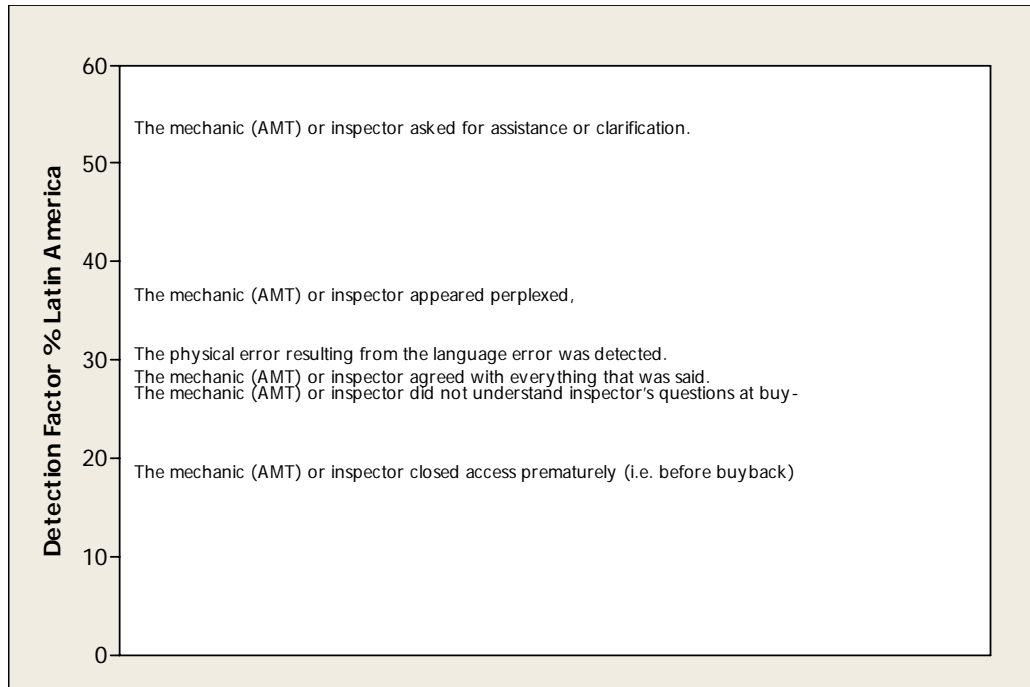 Detection Factor % Latin America
60
50
40
30
20
10
0
The mechanic (AMT) or inspector asked for assistance or clarification.
The mechanic (AMT) or inspector appeared perplexed,
The physical error resulting from the language error was detected.
The mechanic (AMT) or inspector agreed with everything that was said.
The mechanic (AMT) or inspector did not understand inspector's questions at buy-
The mechanic (AMT) or inspector closed access prematurely (i.e. before buyback)